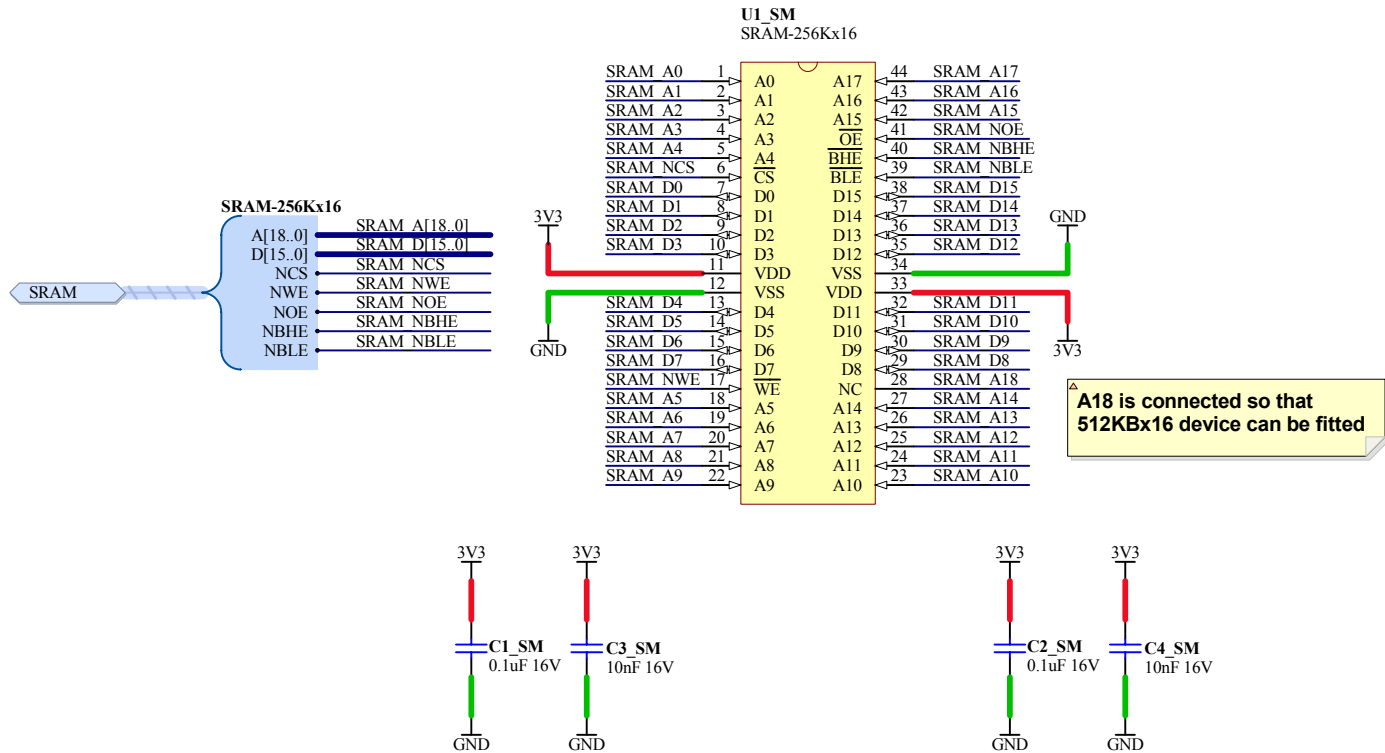 U1_SM
SRAM-256Kx16
SRAM_A0 1 A0 A17 44 SRAM_A17
SRAM_A1 2 A1 A16 43 SRAM_A16
SRAM_A2 3 A2 A15 42 SRAM_A15
SRAM_A3 4 A3 OE 41 SRAM_NOE
SRAM_A4 5 A4 BHE 40 SRAM_NBHE
SRAM_NCS 6 CS BLE 39 SRAM_NBLE
SRAM_D0 7 D0 D15 38 SRAM_D15
SRAM_D1 8 D1 D14 37 SRAM_D14
SRAM_D2 9 D2 D13 36 SRAM_D13
SRAM_D3 10 D3 D12 35 SRAM_D12
3V3 11 VDD VSS 34 GND
GND 12 VSS VDD 33 3V3
SRAM_D4 13 D4 D11 32 SRAM_D11
SRAM_D5 14 D5 D10 31 SRAM_D10
SRAM_D6 15 D6 D9 30 SRAM_D9
SRAM_D7 16 D7 D8 29 SRAM_D8
SRAM_NWE 17 WE NC 28 SRAM_A18
SRAM_A5 18 A5 A14 27 SRAM_A14
SRAM_A6 19 A6 A13 26 SRAM_A13
SRAM_A7 20 A7 A12 25 SRAM_A12
SRAM_A8 21 A8 A11 24 SRAM_A11
SRAM_A9 22 A9 A10 23 SRAM_A10
SRAM-256Kx16
A[18..0] SRAM_A[18..0]
D[15..0] SRAM_D[15..0]
NCS SRAM_NCS
NWE SRAM_NWE
NOE SRAM_NOE
NBHE SRAM_NBHE
NBLE SRAM_NBLE
SRAM
A18 is connected so that
512KBx16 device can be fitted
3V3 3V3 3V3 3V3
C1_SM C3_SM C2_SM C4_SM
0.1uF 16V 10nF 16V 0.1uF 16V 10nF 16V
GND GND GND GND